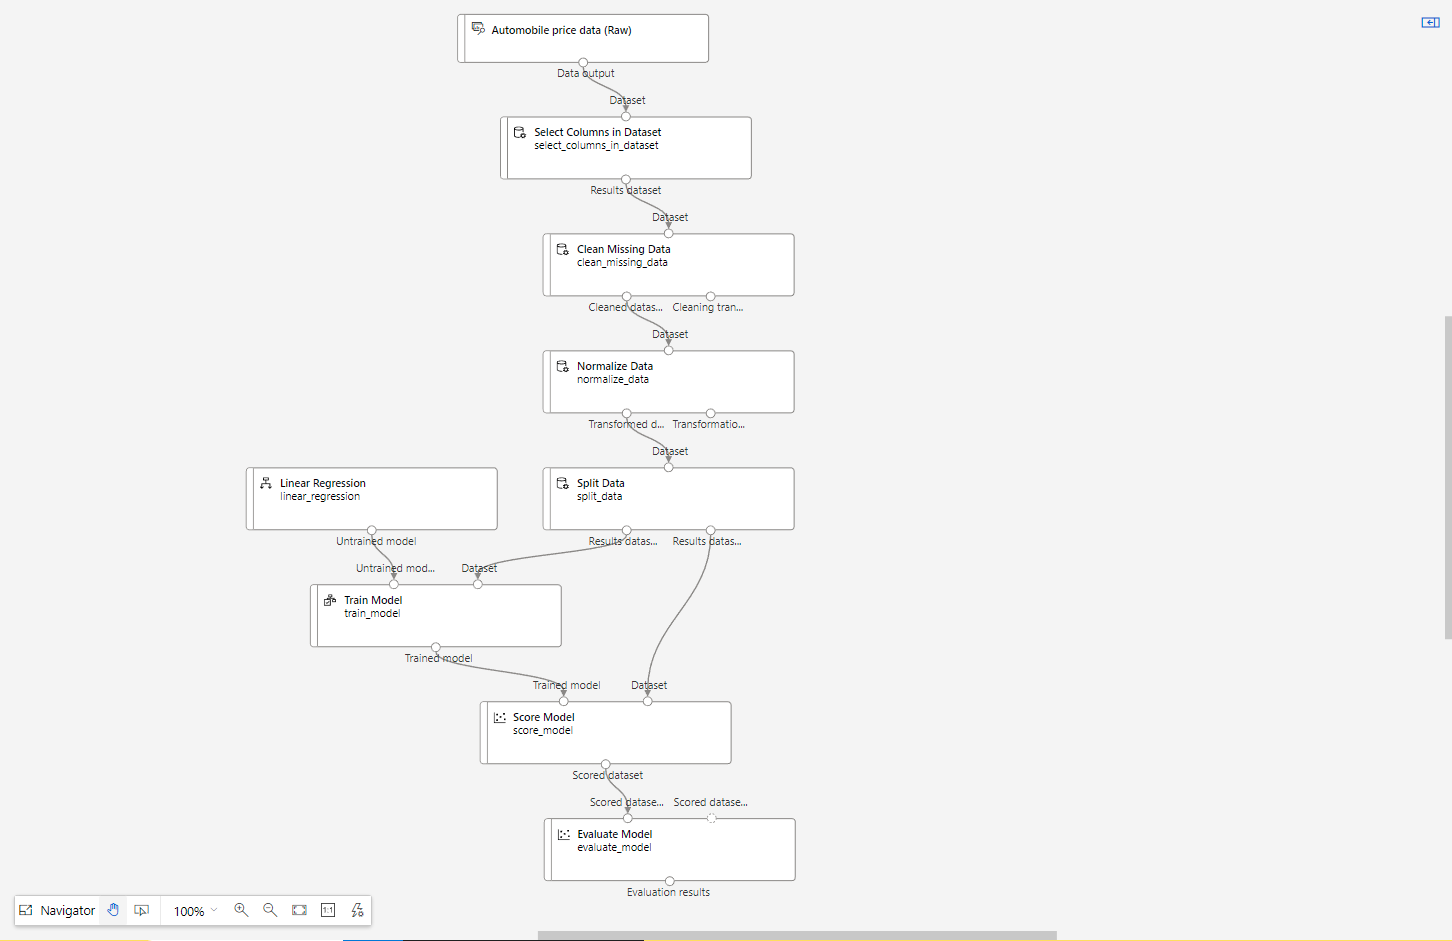 Automobile price data (Raw)
Data output
Dataset
Select Columns in Dataset
select_columns_in_dataset
Results dataset
Dataset
Clean Missing Data
clean_missing_data
Cleaned datas... Cleaning tran...
Dataset
Normalize Data
normalize_data
Transformed d... Transformatio...
Dataset
Linear Regression
linear_regression
Split Data
split_data
Untrained model
Results datas... Results datas...
Untrained mod... Dataset
Train Model
train_model
Trained model
Trained model Dataset
Score Model
score_model
Scored dataset
Scored datase... Scored datase...
Evaluate Model
evaluate_model
Evaluation results
Navigator 100% 1:1